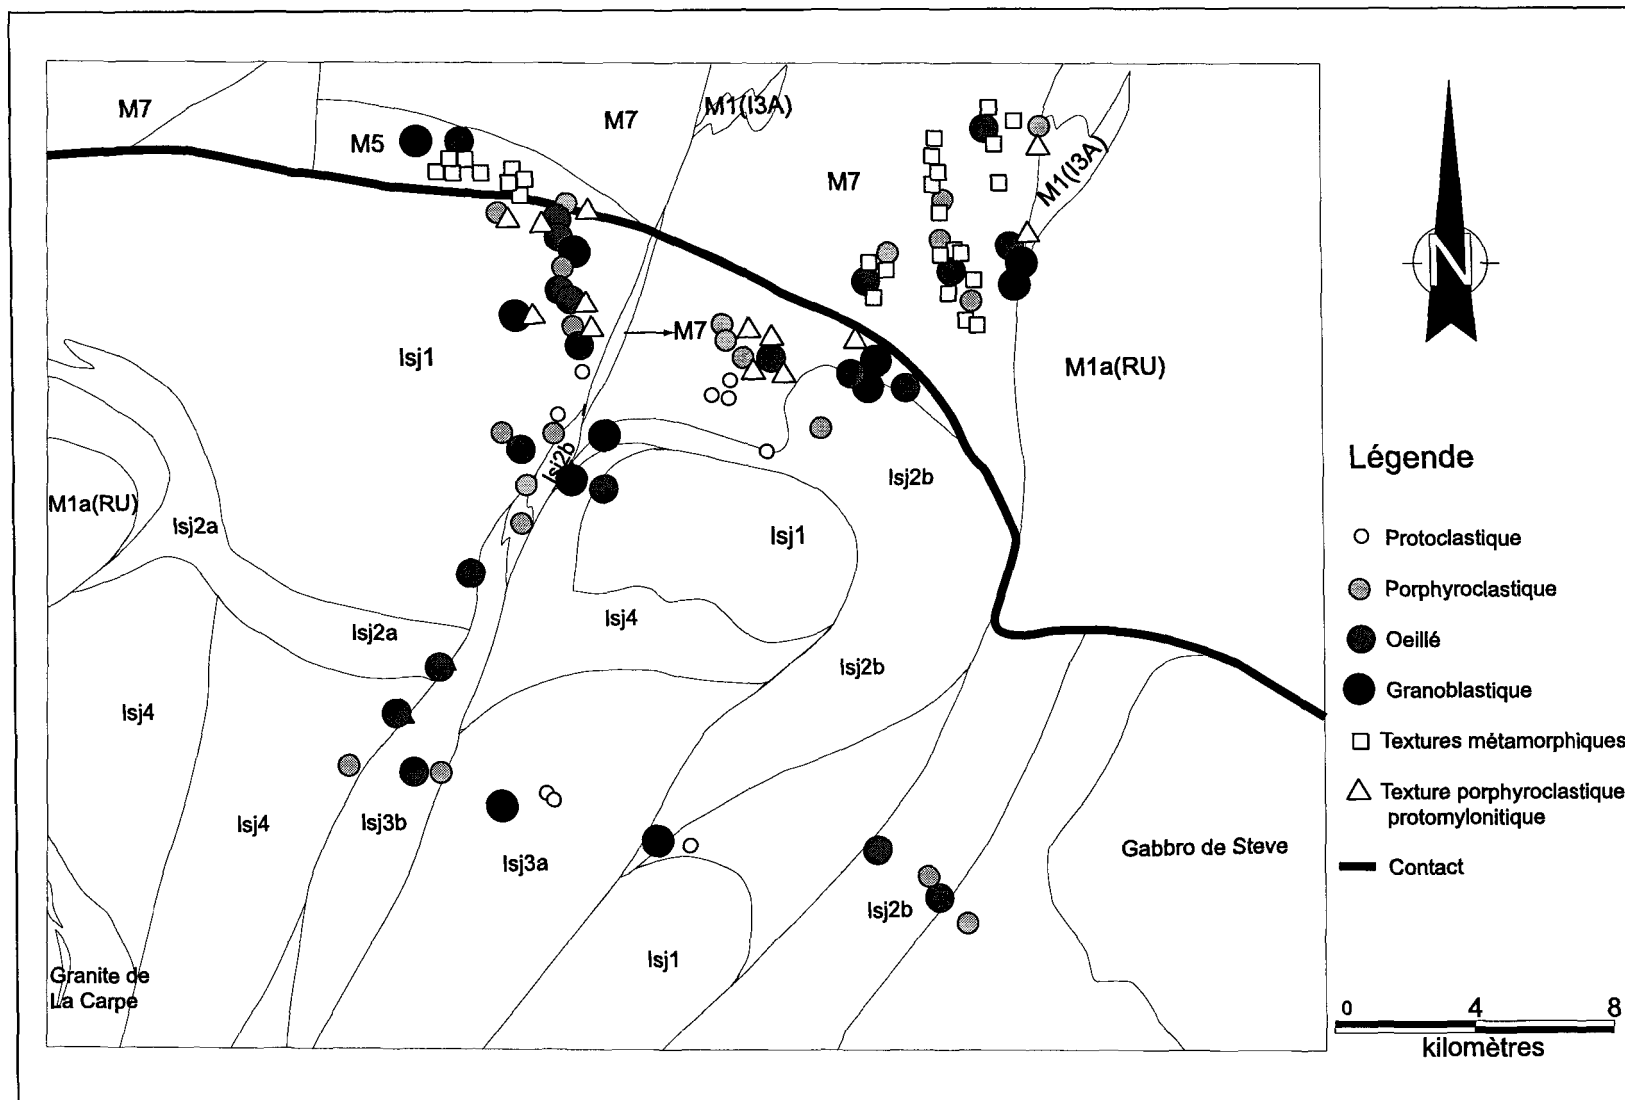 M7
M5
M7
M1(I3A)
M7
M1(I3A)
Isj1
M7
M1a(RU)
M1a(RU)
Isj2a
Isj2b
Isj2b
Isj1
Isj2a
Isj4
Isj2b
Isj4
Isj4
Isj3b
Isj3a
Isj2b
Isj1
Gabbro de Steve
Granite de
La Carpe
N
Légende
Protoclastique
Porphyroclastique
Oeillé
Granoblastique
Textures métamorphiques
Texture porphyroclastique
protomylonitique
Contact
0 4 8
kilomètres